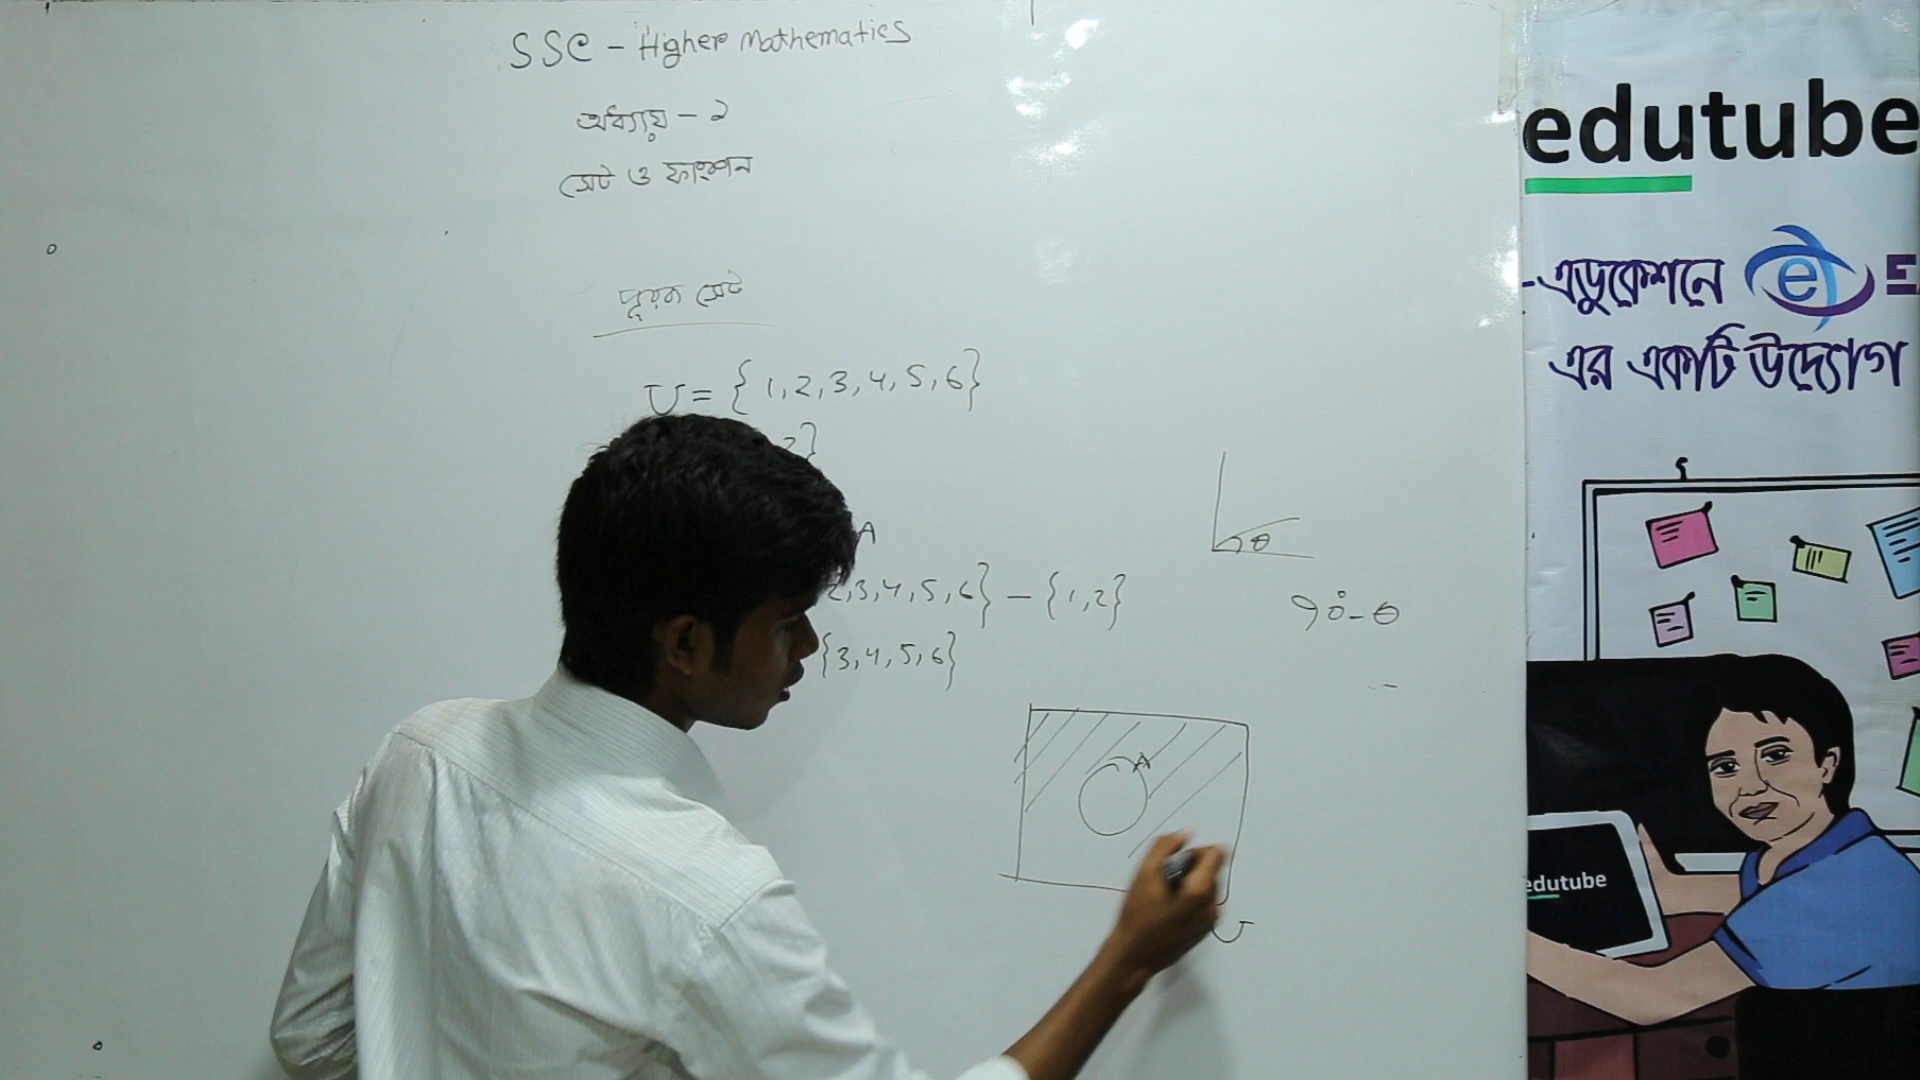 SSC - Higher Mathematics
অধ্যায় - ২
সেট ও ফাংশন
পূরক সেট
U = { 1, 2, 3, 4, 5, 6 }
2}
A
2, 3, 4, 5, 6} - {1, 2}
{3, 4, 5, 6}
θ
90° - θ
A
U
edutube
-এডুকেশনে e E
এর একটি উদ্যোগ
edutube